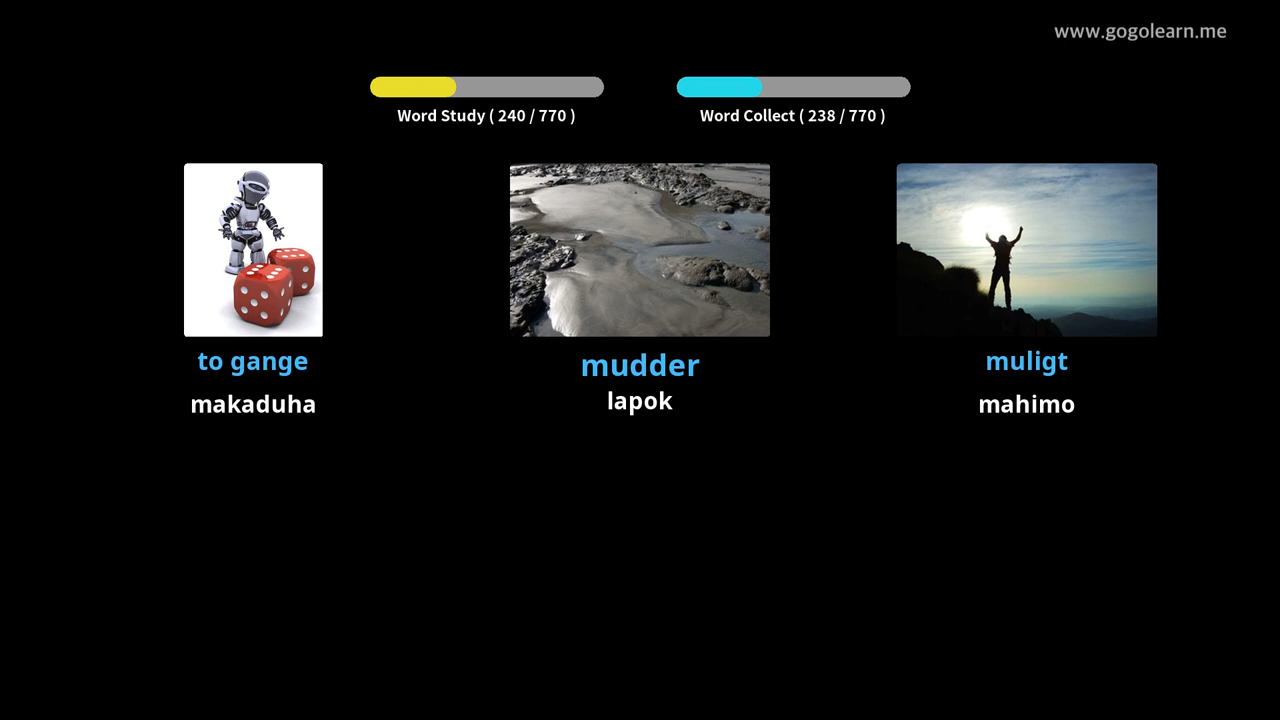 www.gogolearn.me
Word Study ( 240 / 770 )
Word Collect ( 238 / 770 )
to gange
makaduha
mudder
lapok
muligt
mahimo